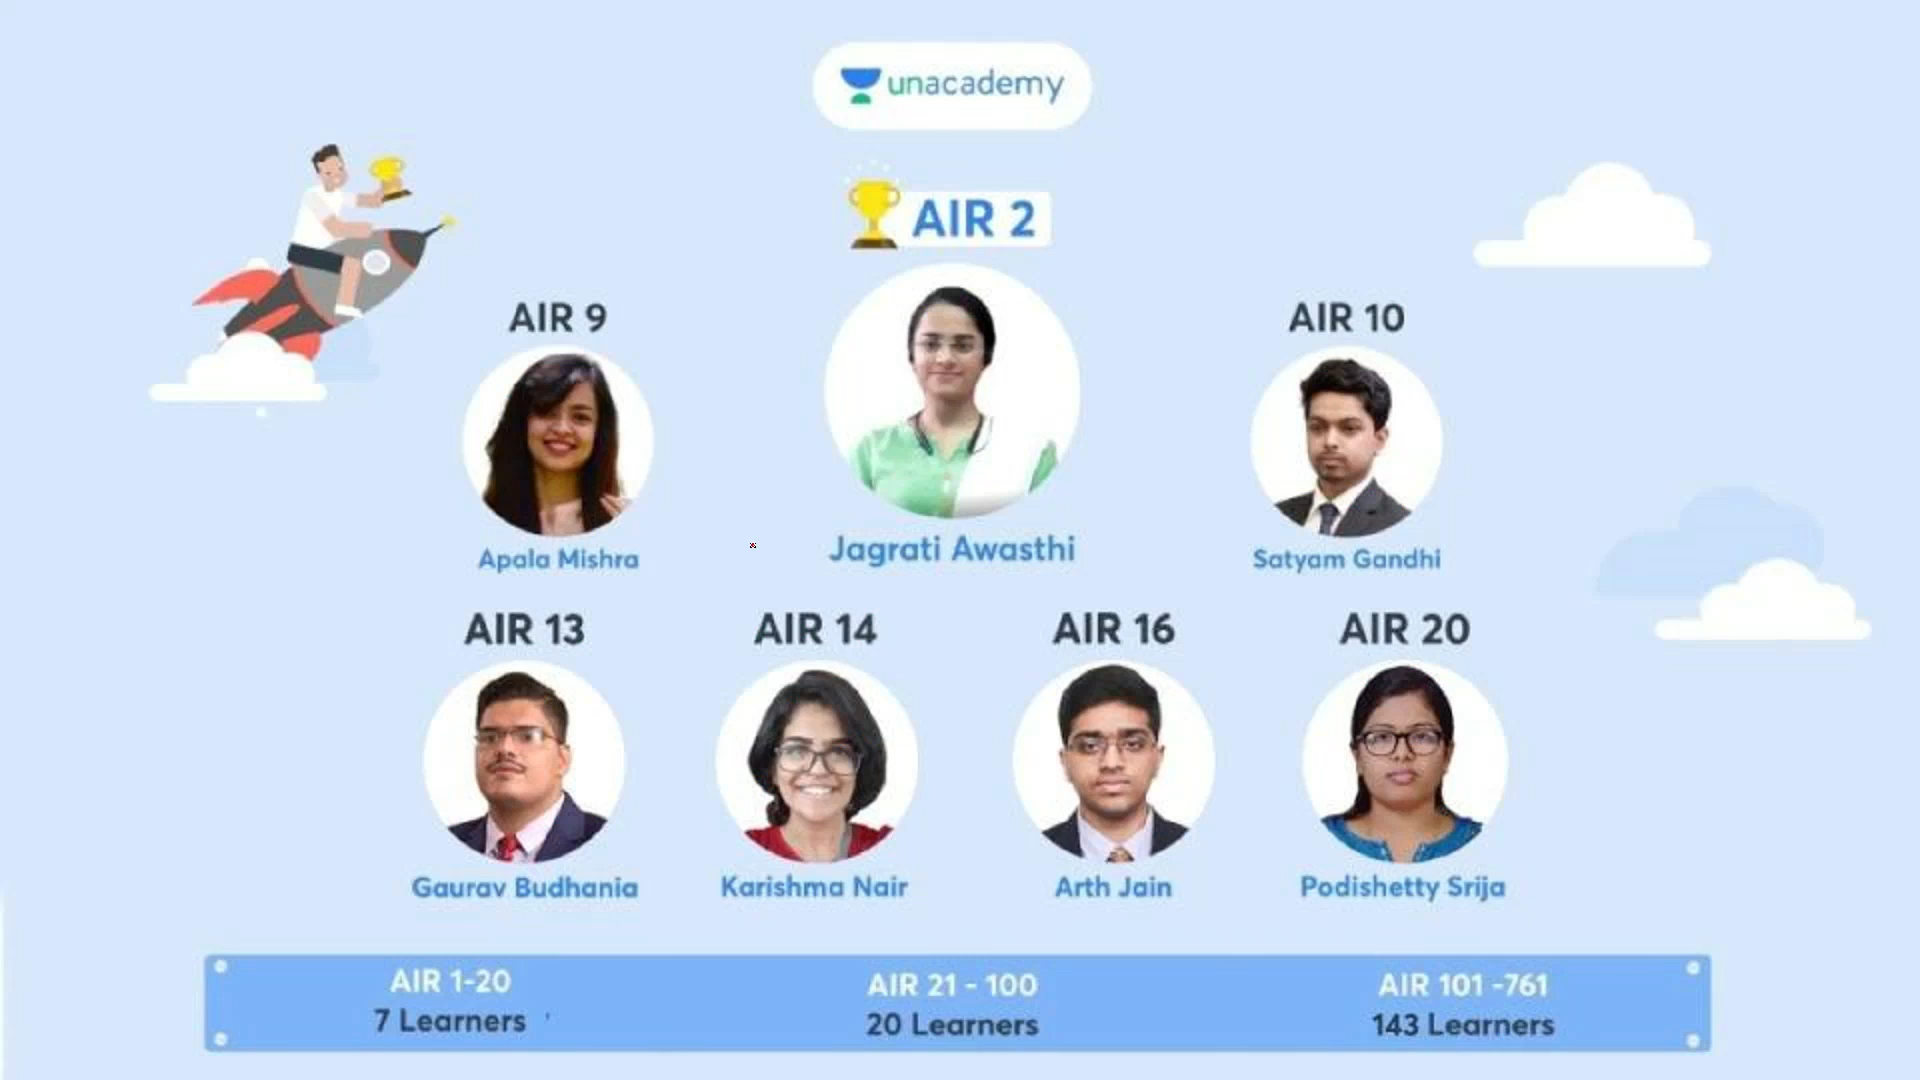 unacademy
AIR 2
AIR 9
AIR 10
Apala Mishra
Jagrati Awasthi
Satyam Gandhi
AIR 13
AIR 14
AIR 16
AIR 20
Gaurav Budhania
Karishma Nair
Arth Jain
Podishetty Srija
AIR 1-20
AIR 21 - 100
AIR 101 -761
7 Learners
20 Learners
143 Learners